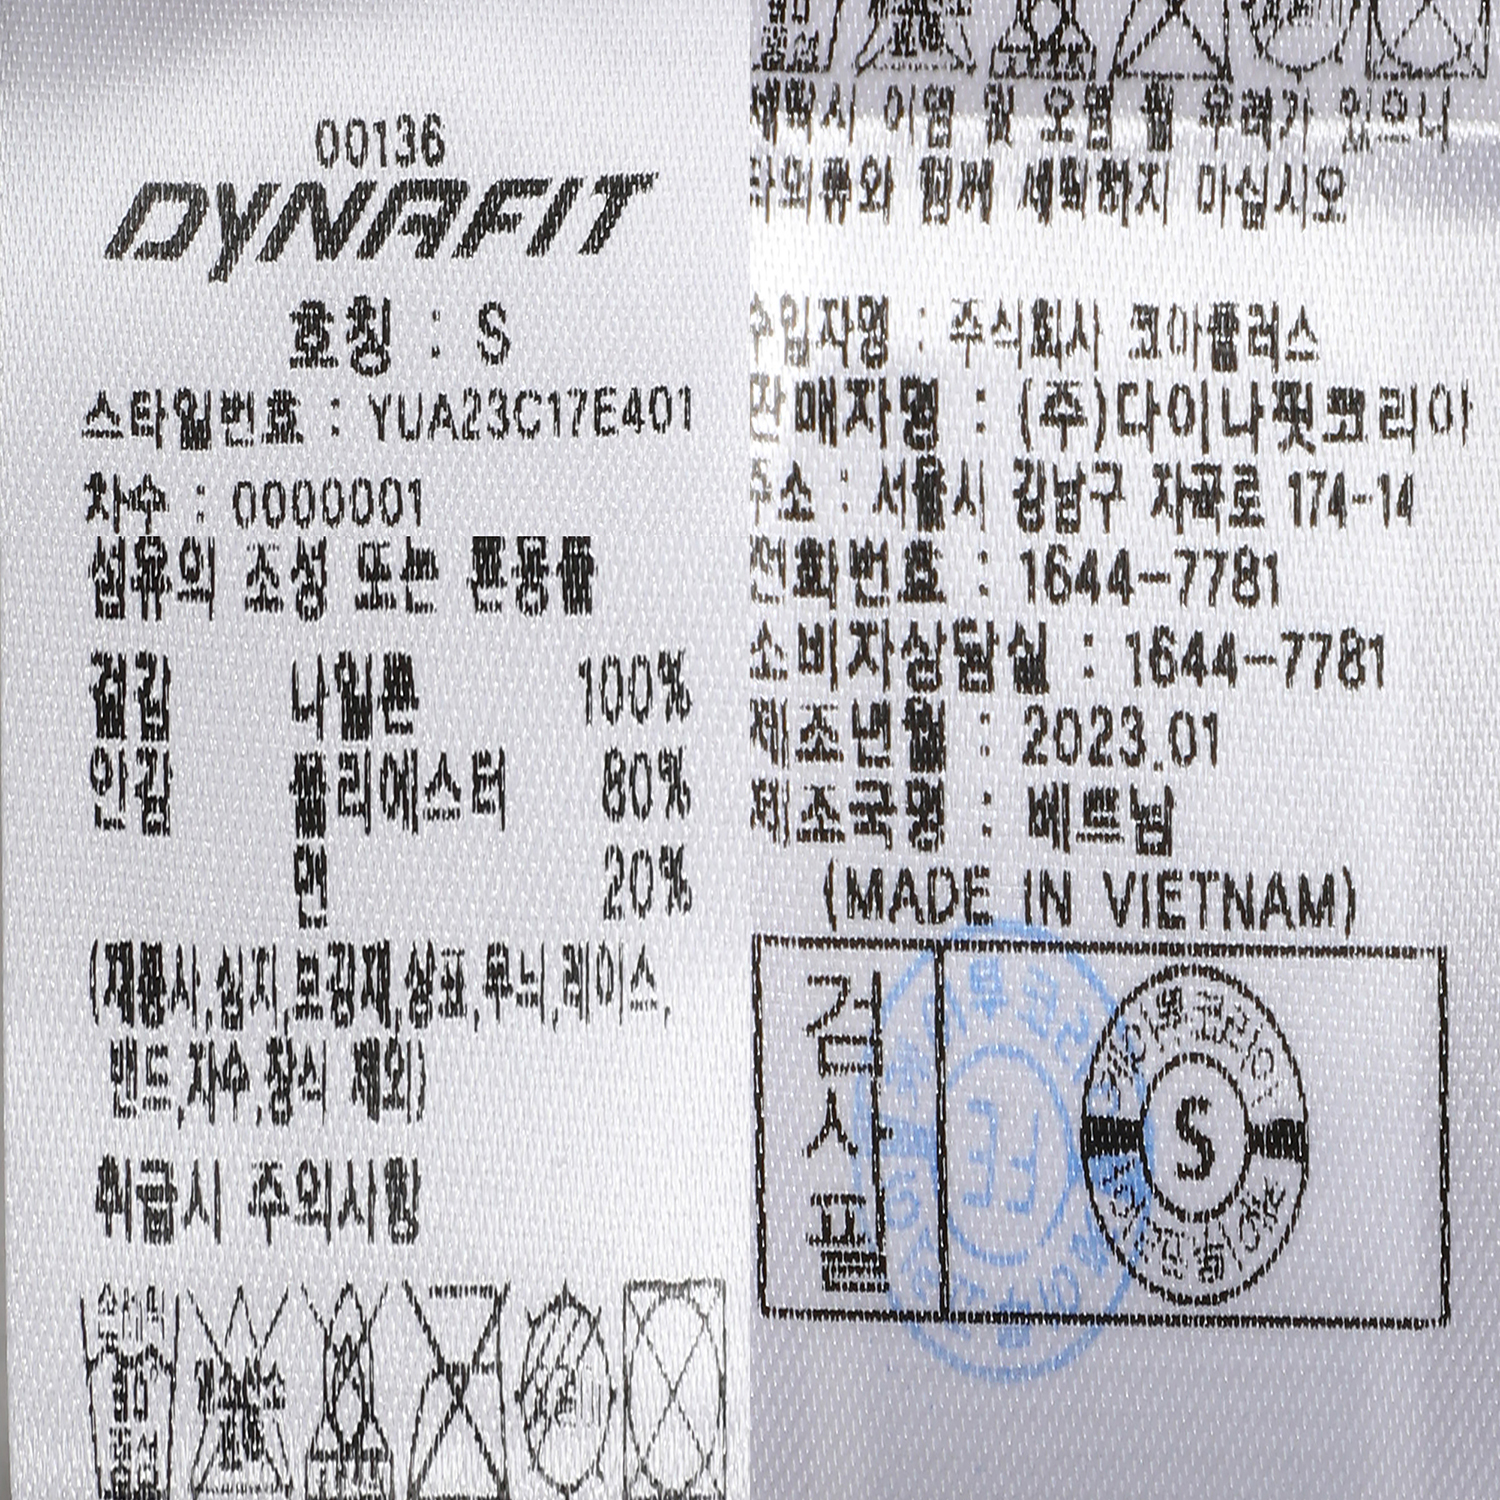 00136
DYNAFIT
호칭 : S
스타일번호 : YUA23C17E401
차수 : 0000001
섬유의 조성 또는 혼용률
겉감 나일론 100%
안감 폴리에스터 80%
면 20%
(재봉사,심지,보강재,상표,무늬,레이스,
밴드,자수,장식 제외)
취급시 주의사항
손세탁
중성
세탁시 이염 및 오염 될 우려가 있으니
타의류와 함께 세탁하지 마십시오
수입자명 : 주식회사 코아플러스
판매자명 : (주)다이나핏코리아
주소 : 서울시 강남구 자곡로 174-14
전화번호 : 1644-7781
소비자상담실 : 1644-7781
제조년월 : 2023.01
제조국명 : 베트남
(MADE IN VIETNAM)
검사필
S